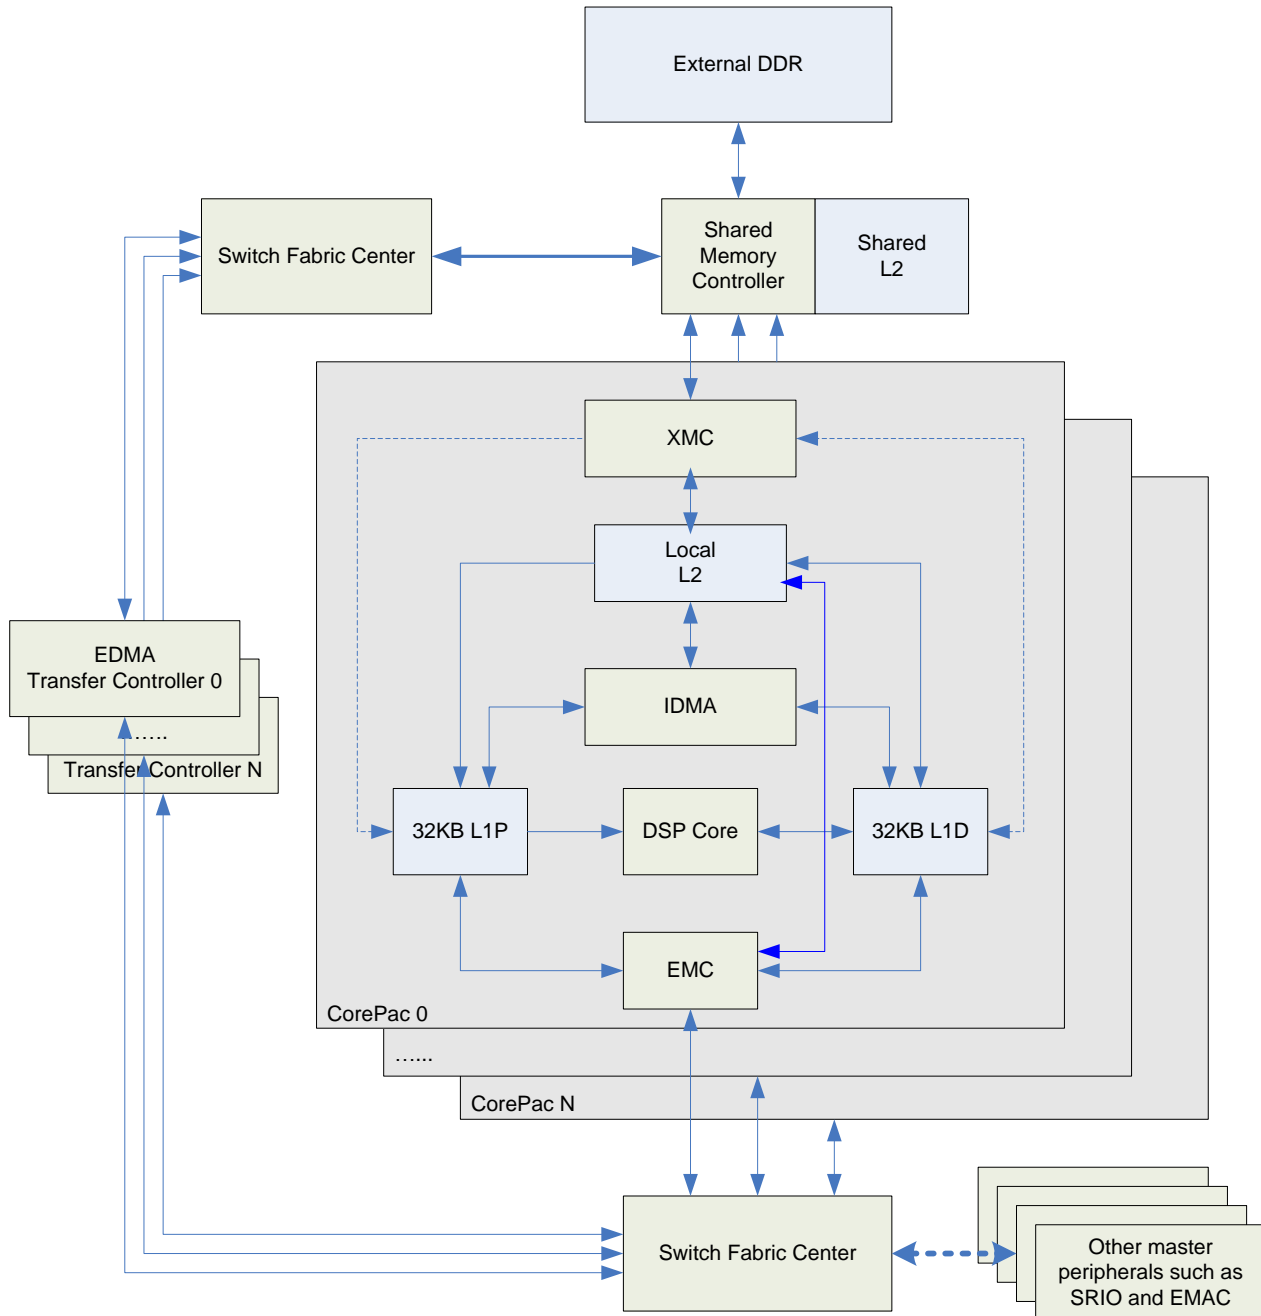 External DDR
Switch Fabric Center
Shared
Memory
Controller
Shared
L2
XMC
Local
L2
EDMA
Transfer Controller 0
…...
Transfer Controller N
IDMA
32KB L1P
DSP Core
32KB L1D
EMC
CorePac 0
…...
CorePac N
Switch Fabric Center
Other master
peripherals such as
SRIO and EMAC